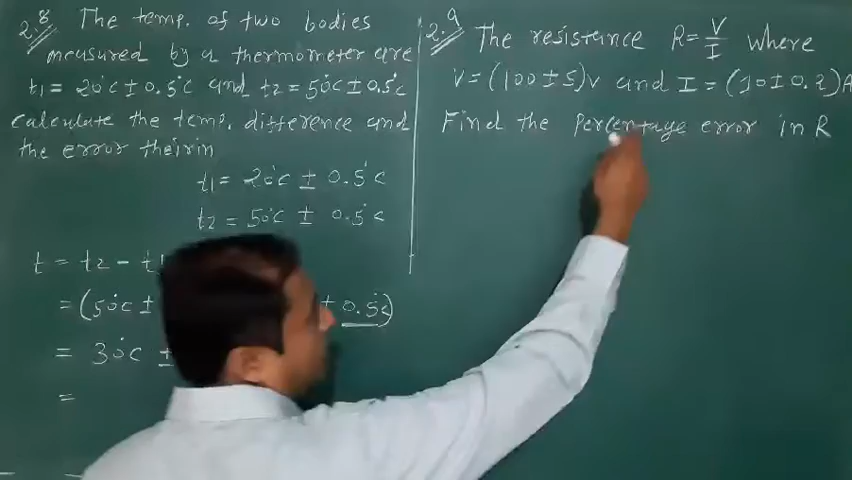 2.8 The temp. of two bodies
measured by a thermometer are
t1 = 20°c ± 0.5°c and t2 = 50°c ± 0.5°c
calculate the temp. difference and
the error theirin
t1 = 20°c ± 0.5°c
t2 = 50°c ± 0.5°c
t = t2 - t1
= (50°c ± 0.5°c)
= 30°c ±
=
2.9 The resistance R = V/I where
V = (100 ± 5)V and I = (10 ± 0.2)A
Find the percentage error in R